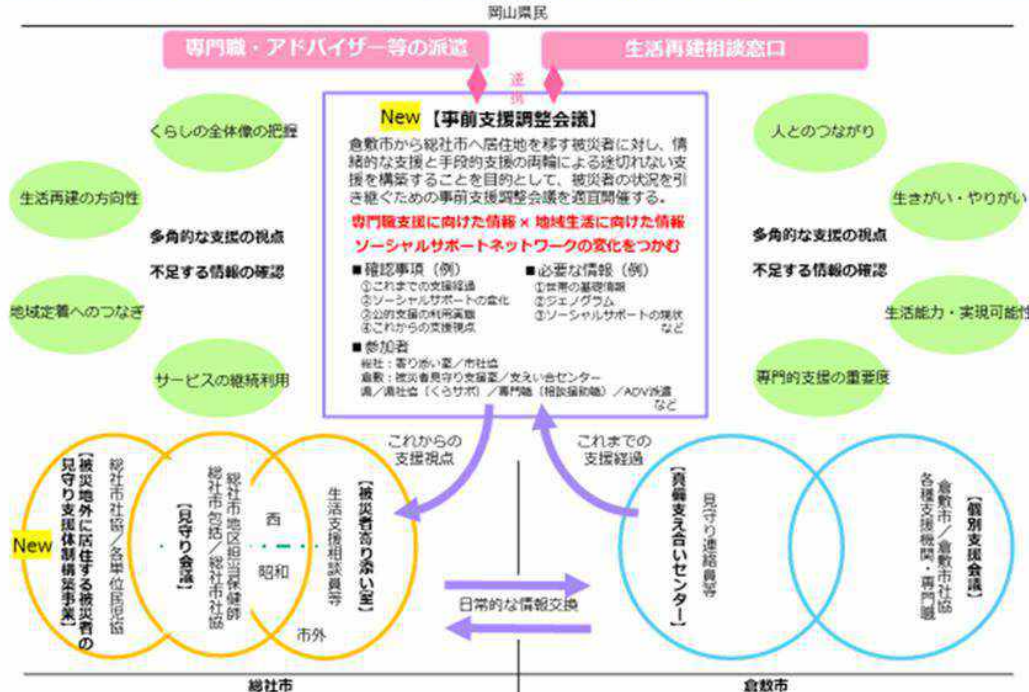 岡山県民
専門職・アドバイザー等の派遣
生活再建相談窓口
連携
New 【事前支援調整会議】
倉敷市から総社市へ居住地を移す被災者に対し、情
緒的な支援と手段的支援の両輪による途切れない支
援を構築することを目的として、被災者の状況を引
き継ぐための事前支援調整会議を適宜開催する。
専門職支援に向けた情報 × 地域生活に向けた情報
ソーシャルサポートネットワークの変化をつかむ
■確認事項（例）
①これまでの支援経過
②ソーシャルサポートの変化
③公的支援の利用実績
④これからの支援視点
■必要な情報（例）
①世帯の基礎情報
②ジェノグラム
③ソーシャルサポートの現状
など
■参加者
総社：寄り添い室／市社協
倉敷：被災者見守り支援室／支え合いセンター
県／県社協（くらサポ）／専門職（相談援助職）／ADV派遣
など
くらしの全体像の把握
生活再建の方向性
多角的な支援の視点
不足する情報の確認
地域定着へのつなぎ
サービスの継続利用
人とのつながり
生きがい・やりがい
多角的な支援の視点
不足する情報の確認
生活能力・実現可能性
専門的支援の重要度
これからの
支援視点
これまでの
支援経過
New
【被災地外に居住する被災者の
見守り支援体制構築事業】
総社市社協／各単位民児協
【見守り会議】
総社市地区担当保健師
総社市包括／総社市社協
西
昭和
市外
【被災者寄り添い室】
生活支援相談員等
日常的な情報交換
【真備支え合いセンター】
見守り連絡員等
【個別支援会議】
倉敷市／倉敷市社協
各種支援機関・専門職
総社市
倉敷市